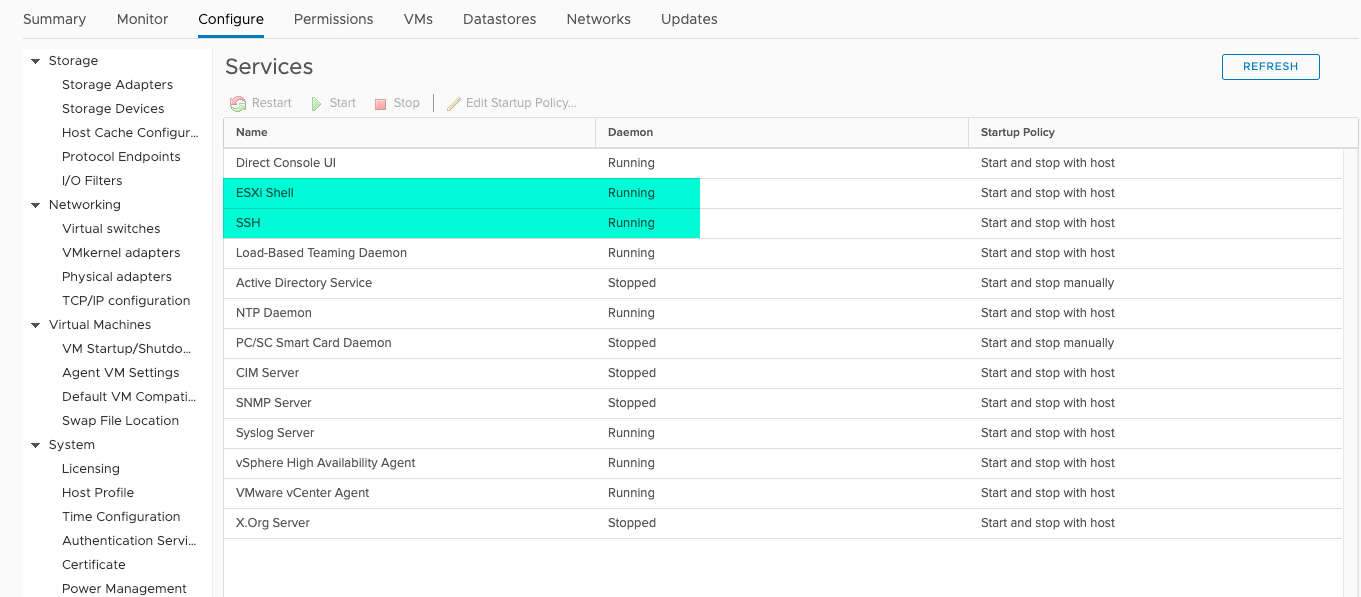 Summary Monitor Configure Permissions VMs Datastores Networks Updates
Storage
Storage Adapters
Storage Devices
Host Cache Configur...
Protocol Endpoints
I/O Filters
Networking
Virtual switches
VMkernel adapters
Physical adapters
TCP/IP configuration
Virtual Machines
VM Startup/Shutdo...
Agent VM Settings
Default VM Compati...
Swap File Location
System
Licensing
Host Profile
Time Configuration
Authentication Servi...
Certificate
Power Management
Services
REFRESH
Restart Start Stop Edit Startup Policy...
Name Daemon Startup Policy
Direct Console UI Running Start and stop with host
ESXi Shell Running Start and stop with host
SSH Running Start and stop with host
Load-Based Teaming Daemon Running Start and stop with host
Active Directory Service Stopped Start and stop manually
NTP Daemon Running Start and stop with host
PC/SC Smart Card Daemon Stopped Start and stop manually
CIM Server Stopped Start and stop with host
SNMP Server Stopped Start and stop with host
Syslog Server Running Start and stop with host
vSphere High Availability Agent Running Start and stop with host
VMware vCenter Agent Running Start and stop with host
X.Org Server Stopped Start and stop with host